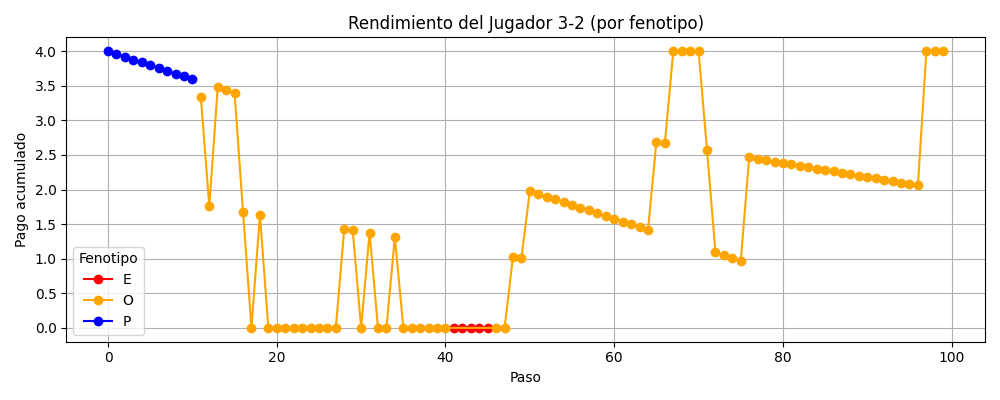 Rendimiento del Jugador 3-2 (por fenotipo)
Pago acumulado
4.0
3.5
3.0
2.5
2.0
1.5
1.0
0.5
0.0
Fenotipo
E
O
P
0 20 40 60 80 100
Paso